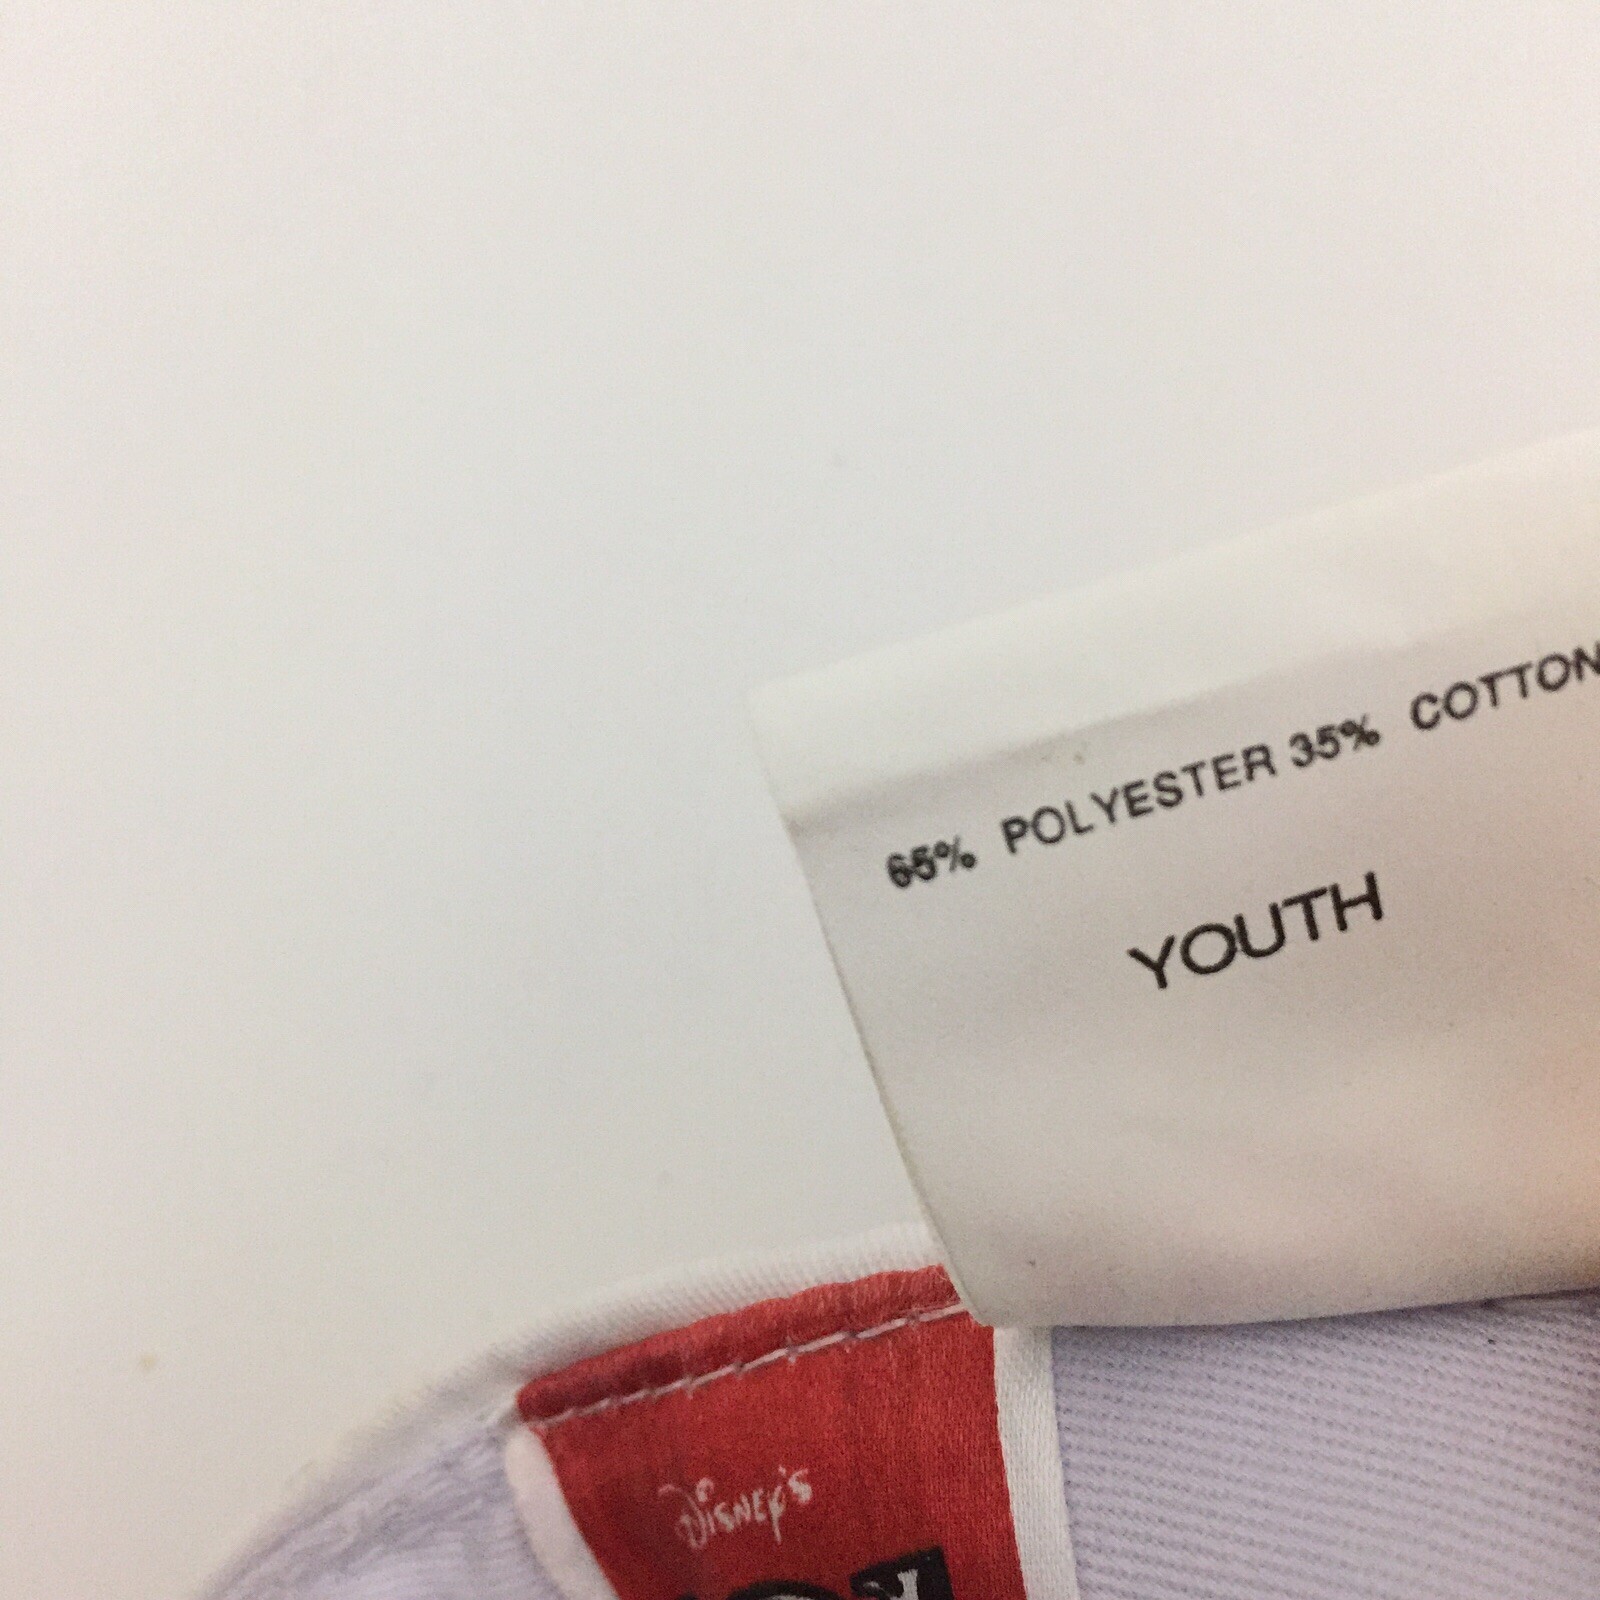 65% POLYESTER 35% COTTON
YOUTH
Disney's